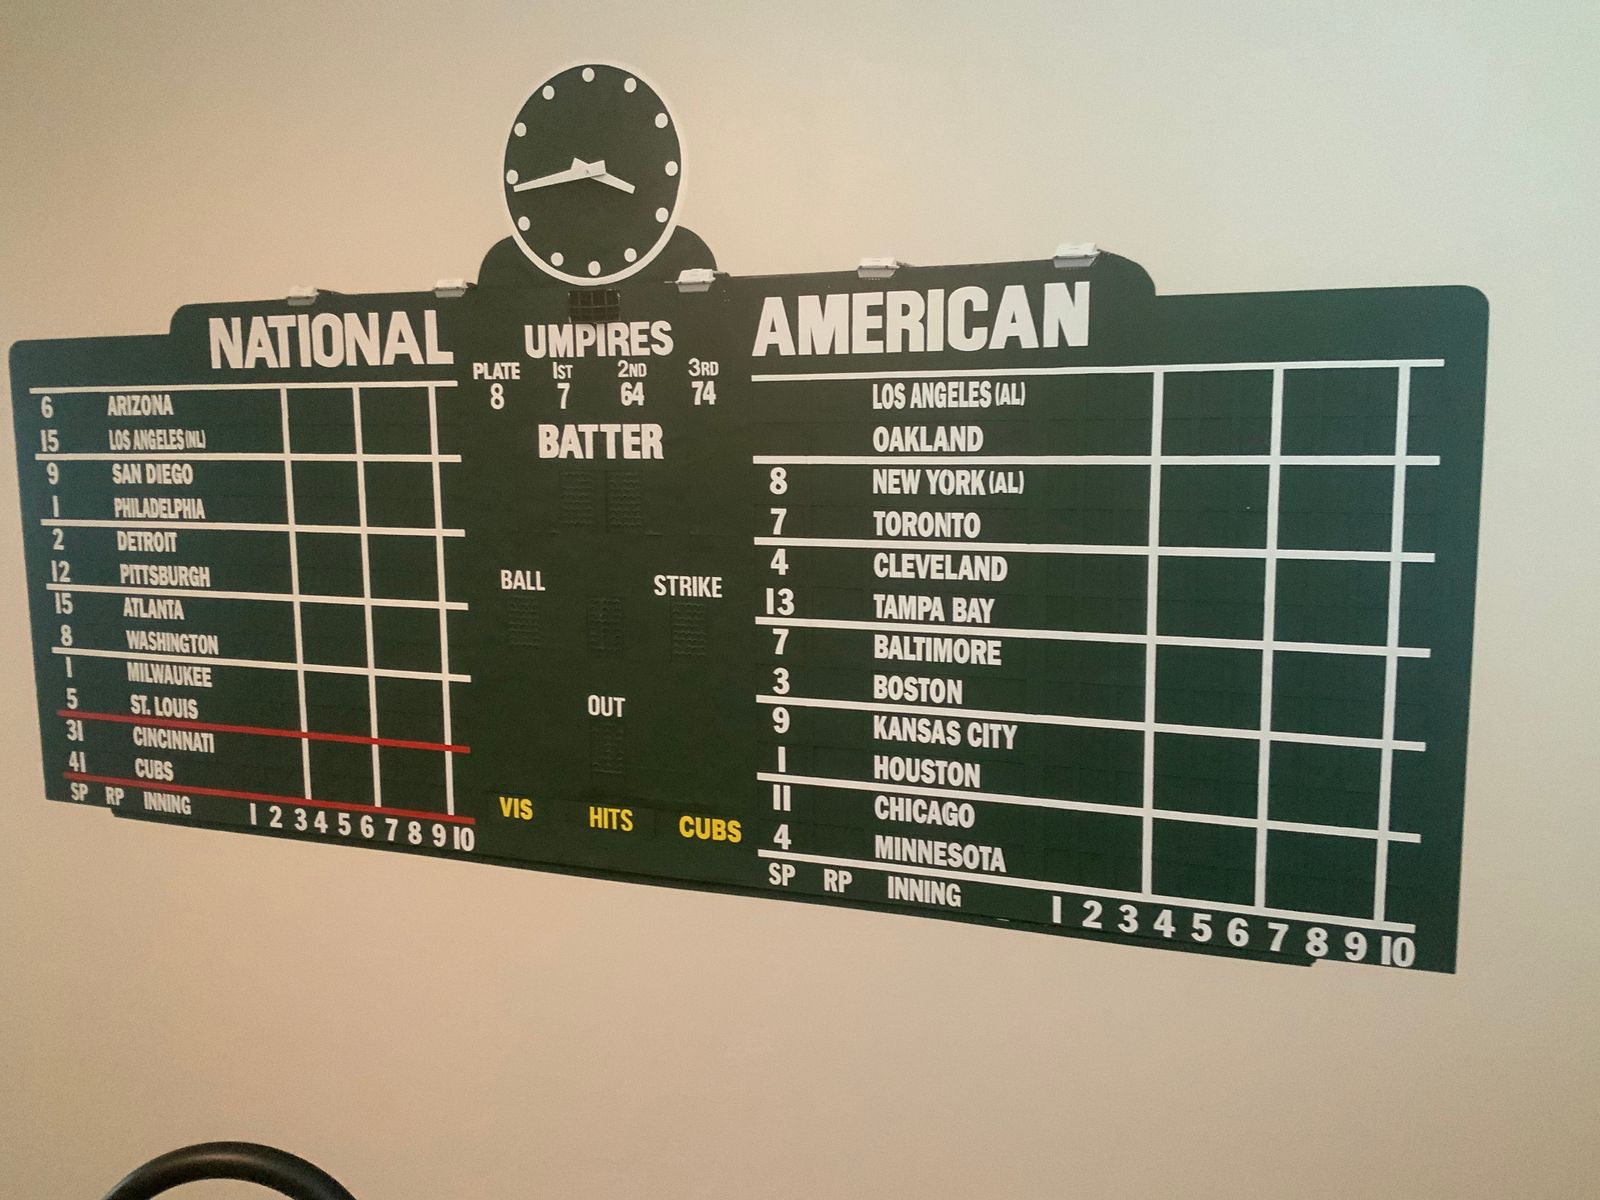 NATIONAL
6 ARIZONA
15 LOS ANGELES (NL)
9 SAN DIEGO
1 PHILADELPHIA
2 DETROIT
12 PITTSBURGH
15 ATLANTA
8 WASHINGTON
1 MILWAUKEE
5 ST. LOUIS
31 CINCINNATI
41 CUBS
SP RP INNING 1 2 3 4 5 6 7 8 9 10
UMPIRES
PLATE 1ST 2ND 3RD
8 7 64 74
BATTER
BALL STRIKE
OUT
VIS HITS CUBS
AMERICAN
LOS ANGELES (AL)
OAKLAND
8 NEW YORK (AL)
7 TORONTO
4 CLEVELAND
13 TAMPA BAY
7 BALTIMORE
3 BOSTON
9 KANSAS CITY
1 HOUSTON
11 CHICAGO
4 MINNESOTA
SP RP INNING 1 2 3 4 5 6 7 8 9 10